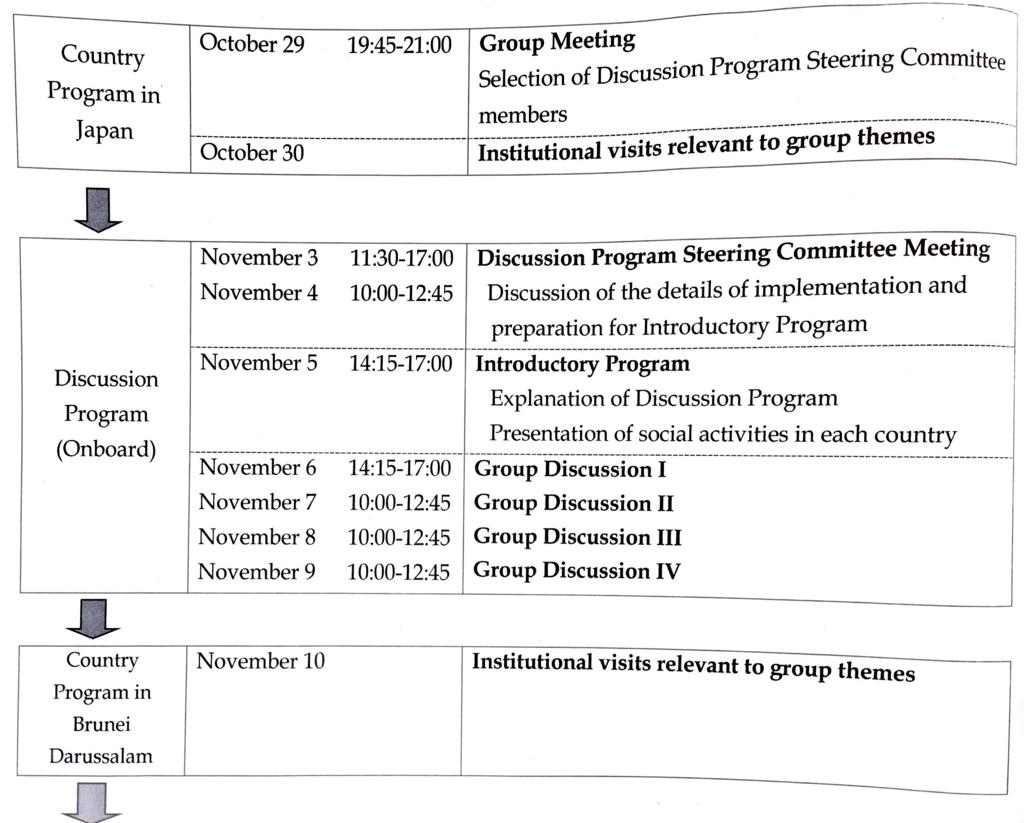 Country
Program in
Japan
October 29 19:45-21:00 Group Meeting
Selection of Discussion Program Steering Committee
members
October 30 Institutional visits relevant to group themes
Discussion
Program
(Onboard)
November 3 11:30-17:00 Discussion Program Steering Committee Meeting
November 4 10:00-12:45 Discussion of the details of implementation and
preparation for Introductory Program
November 5 14:15-17:00 Introductory Program
Explanation of Discussion Program
Presentation of social activities in each country
November 6 14:15-17:00 Group Discussion I
November 7 10:00-12:45 Group Discussion II
November 8 10:00-12:45 Group Discussion III
November 9 10:00-12:45 Group Discussion IV
Country
Program in
Brunei
Darussalam
November 10 Institutional visits relevant to group themes